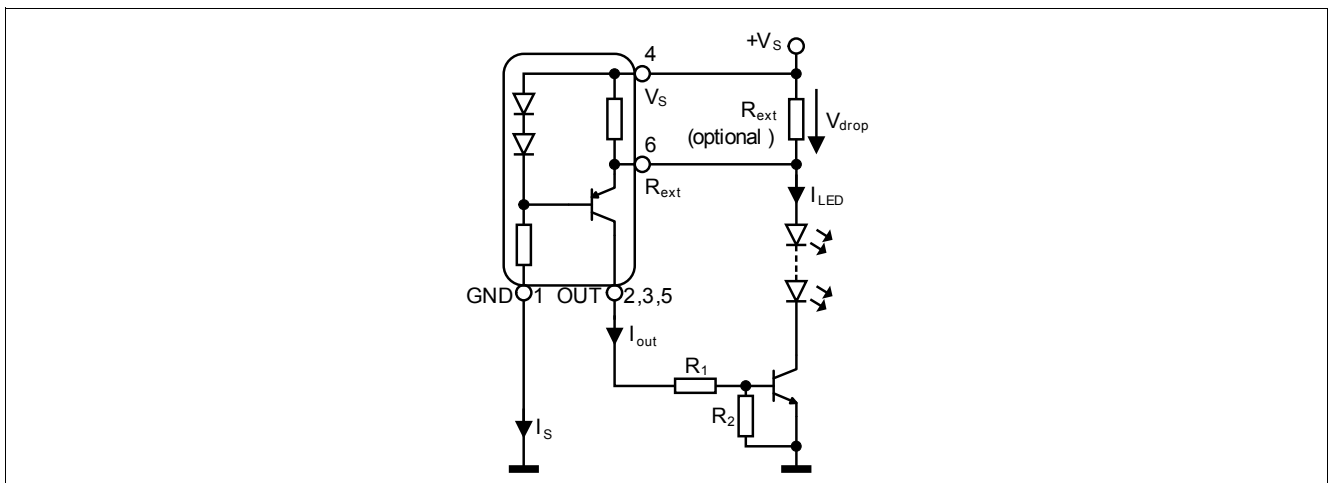 +VS
4
VS
Rext
(optional )
Vdrop
6
Rext
ILED
GND 1 OUT 2,3,5
Iout
R1
R2
IS